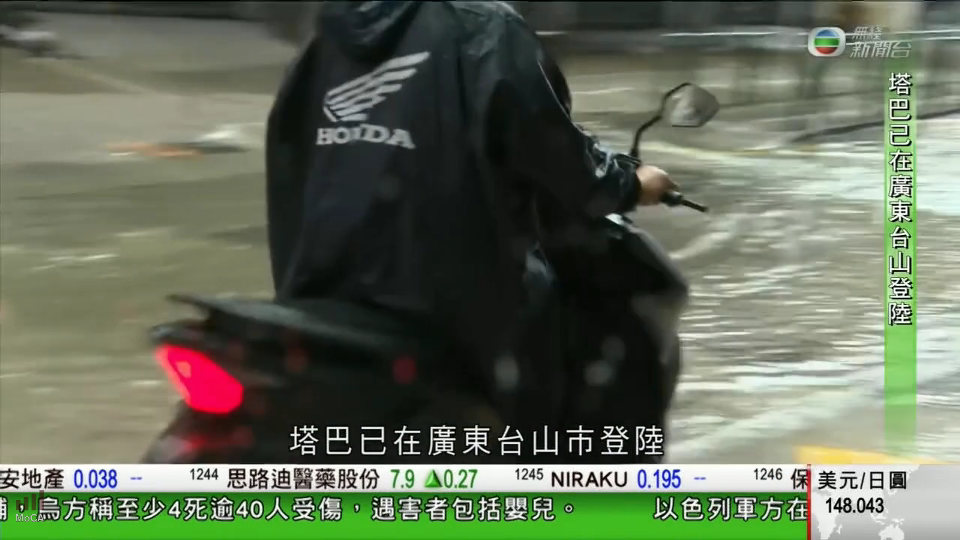 無綫
新聞台
塔巴已在廣東台山登陸
HONDA
塔巴已在廣東台山市登陸
安地產 0.038 -- 1244 思路迪醫藥股份 7.9 ▲0.27 1245 NIRAKU 0.195 -- 1246 保
美元/日圓
148.043
，烏方稱至少4死逾40人受傷，遇害者包括嬰兒。 以色列軍方在
MoCA